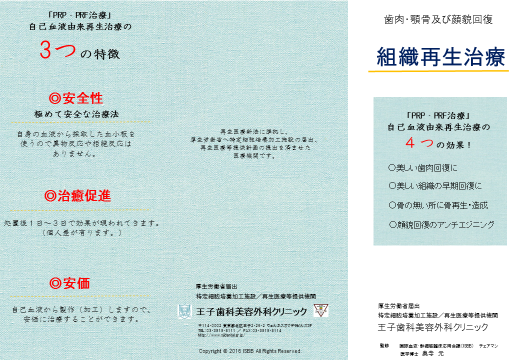 「PRP・PRF治療」
自己血液由来再生治療の
3つの特徴
◎安全性
極めて安全な治療法
自身の血液から採取した血小板を
使うので異物反応や拒絶反応は
ありません。
◎治癒促進
処置後1日~3日で効果が現われてきます。
(個人差が有ります。)
◎安価
自己血液から製作(加工)しますので、
安価に治療することができます。
再生医療新法に準拠し、
厚生労働省へ特定細胞培養加工施設の届出、
再生医療等提供計画の提出を済ませた
医療機関です。
厚生労働省届出
特定細胞培養加工施設/再生医療等提供機関
王子歯科美容外科クリニック
Copyright © 2016 ISBB All Rights Reserved.
歯肉・顎骨及び顔貌回復
組織再生治療
「PRP・PRF治療」
自己血液由来再生治療の
4つの効果!
○美しい歯肉回復に
○美しい組織の早期回復に
○骨の無い所に骨再生・造成
○顔貌回復のアンチエジニング
厚生労働省届出
特定細胞培養加工施設/再生医療等提供機関
王子歯科美容外科クリニック